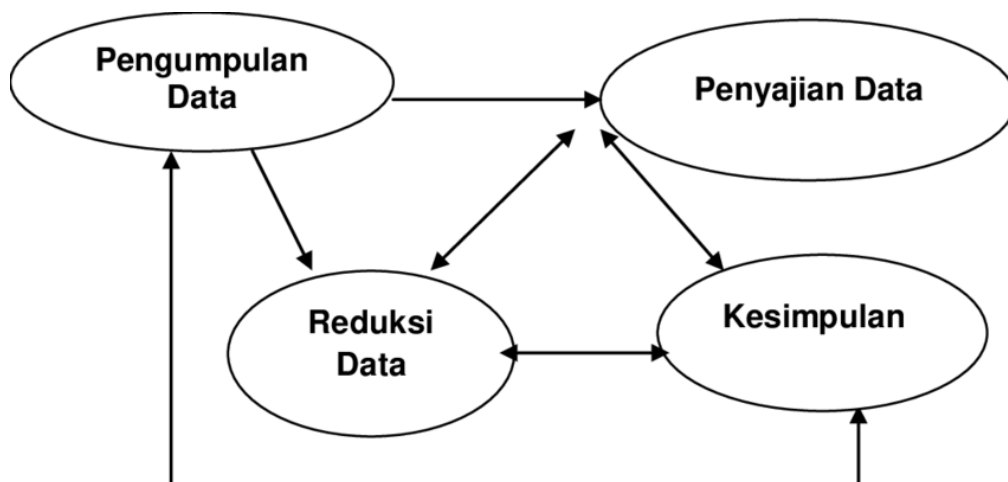 Pengumpulan
Data
Penyajian Data
Reduksi
Data
Kesimpulan